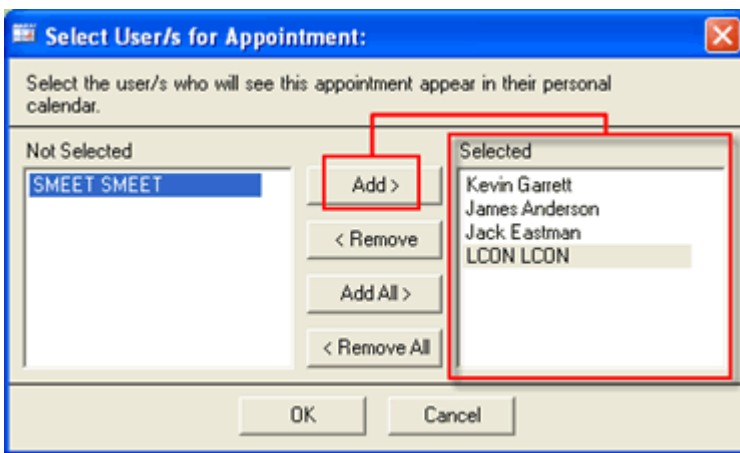 Select User/s for Appointment:
Select the user/s who will see this appointment appear in their personal
calendar.
Not Selected
SMEET SMEET
Add >
< Remove
Add All >
< Remove All
Selected
Kevin Garrett
James Anderson
Jack Eastman
LCON LCON
OK
Cancel